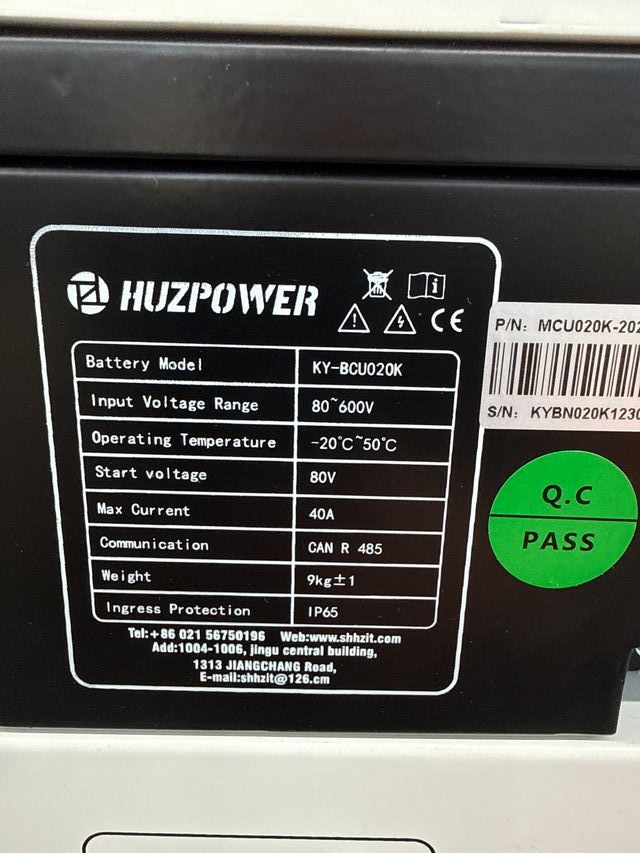 HUZPOWER
Battery Model KY-BCU020K
Input Voltage Range 80~600V
Operating Temperature -20℃~50℃
Start voltage 80V
Max Current 40A
Communication CAN R 485
Weight 9kg±1
Ingress Protection IP65
Tel:+86 021 56750196 Web:www.shhzit.com
Add:1004-1006, jingu central building,
1313 JIANGCHANG Road,
E-mail:shhzit@126.cm
P/N: MCU020K-202
S/N: KYBN020K1230
Q.C
PASS